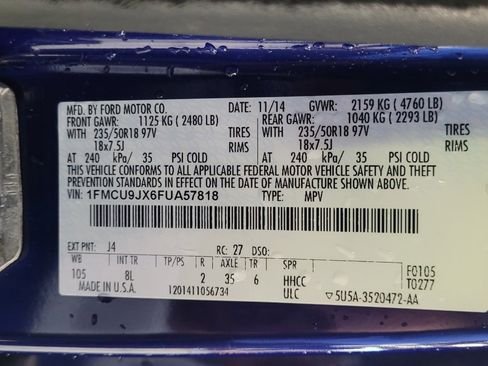 MFD. BY FORD MOTOR CO. DATE: 11/14 GVWR: 2159 KG ( 4760 LB)
FRONT GAWR: 1125 KG ( 2480 LB) REAR GAWR: 1040 KG ( 2293 LB)
WITH 235/50R18 97V TIRES WITH 235/50R18 97V TIRES
18x7.5J RIMS 18x7.5J RIMS
AT 240 kPa/ 35 PSI COLD AT 240 kPa/ 35 PSI COLD
THIS VEHICLE CONFORMS TO ALL APPLICABLE FEDERAL MOTOR VEHICLE SAFETY AND THEFT
PREVENTION STANDARDS IN EFFECT ON THE DATE OF MANUFACTURE SHOWN ABOVE.
VIN: 1FMCU9JX6FUA57818 TYPE: MPV
EXT PNT: J4 RC: 27 DSO:
WB INT TR TP/PS R AXLE TR SPR F0105
105 8L 2 35 6 HHCC T0277
MADE IN U.S.A. 1201411056734 ULC ▽5U5A-3520472-AA